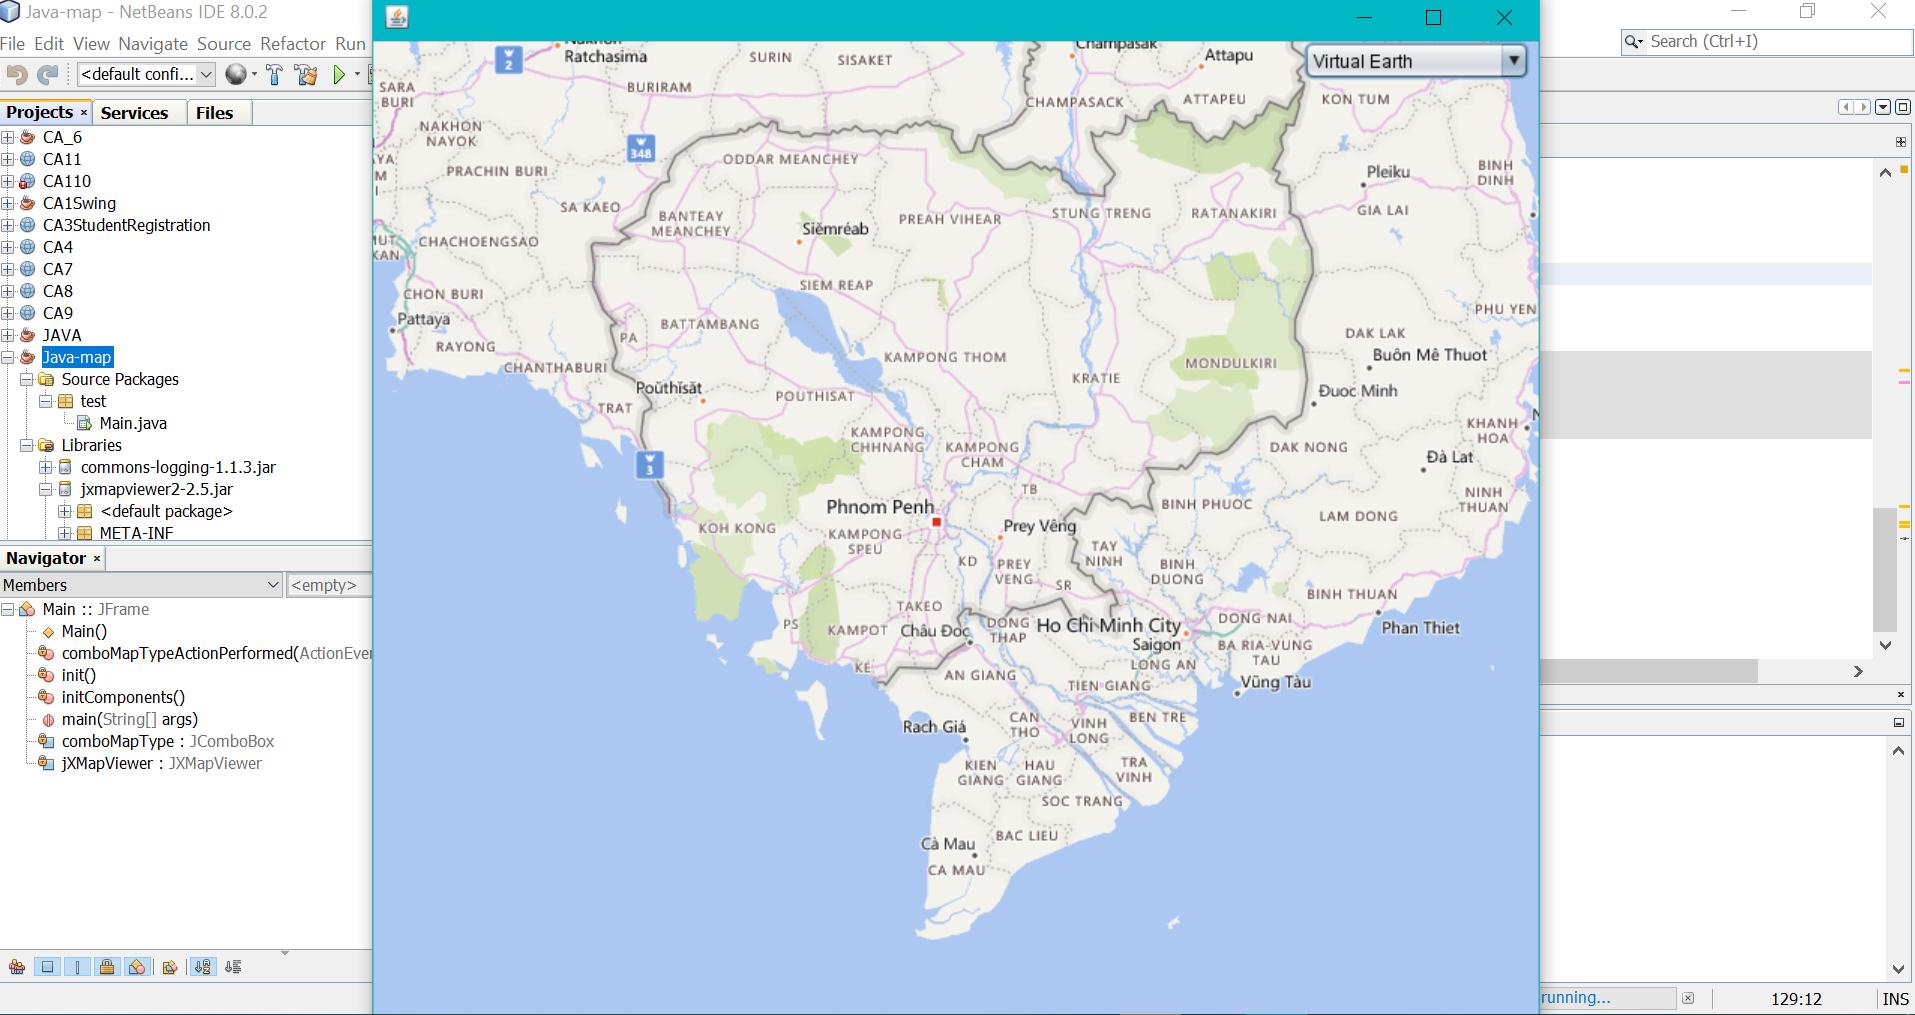 Java-map - NetBeans IDE 8.0.2
File Edit View Navigate Source Refactor Run
Search (Ctrl+I)
<default confi...
Projects
Services
Files
CA_6
CA11
CA110
CA1Swing
CA3StudentRegistration
CA4
CA7
CA8
CA9
JAVA
Java-map
Source Packages
test
Main.java
Libraries
commons-logging-1.1.3.jar
jxmapviewer2-2.5.jar
<default package>
META-INF
Navigator
Members
<empty>
Main :: JFrame
Main()
comboMapTypeActionPerformed(ActionEver
init()
initComponents()
main(String[] args)
comboMapType : JComboBox
jXMapViewer : JXMapViewer
Virtual Earth
Nakhon
Ratchasima
2
SURIN
SISAKET
Champasak
Attapu
SARA
BURI
BURIRAM
CHAMPASACK
ATTAPEU
KON TUM
NAKHON
NAYOK
348
ODDAR MEANCHEY
PRACHIN BURI
Pleiku
BINH
DINH
SA KAEO
BANTEAY
MEANCHEY
Siĕmréab
PREAH VIHEAR
STUNG TRENG
RATANAKIRI
GIA LAI
CHACHOENGSAO
CHON BURI
SIEM REAP
PHU YEN
Pattaya
RAYONG
PA
BATTAMBANG
KAMPONG THOM
DAK LAK
Buôn Mê Thuot
CHANTHABURI
MONDULKIRI
KRATIE
Poŭthĭsăt
POUTHISAT
Đuoc Minh
TRAT
KAMPONG
CHHNANG
KAMPONG
CHAM
DAK NONG
KHANH
HOA
3
Đà Lat
TB
BINH PHUOC
NINH
THUAN
Phnom Penh
KOH KONG
Prey Vêng
LAM DONG
KAMPONG
SPEU
TAY
NINH
KD
PREY
VENG
BINH
DUONG
SR
BINH THUAN
TAKEO
PS
KAMPOT
Châu Đoc
DONG
THAP
Ho Chi Minh City
Saigon
DONG NAI
Phan Thiet
BA RIA-VUNG
TAU
KE
LONG AN
AN GIANG
TIEN GIANG
Vũng Tàu
Rach Giá
CAN
THO
VINH
LONG
BEN TRE
KIEN
GIANG
HAU
GIANG
TRA
VINH
SOC TRANG
BAC LIEU
Cà Mau
CA MAU
running...
129:12
INS